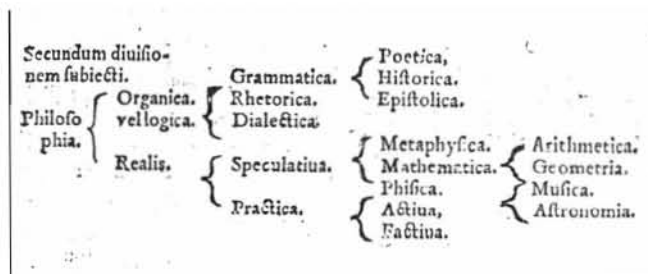 Secundum diuiſio-
nem ſubiecti.
Philoſo
phia.
Organica.
vel logica.
Realis.
Grammatica.
Rhetorica.
Dialectica.
Speculatiua.
Practica.
Poetica,
Hiſtorica.
Epiſtolica.
Metaphyſica.
Mathematica.
Phiſica.
Actiua,
Factiua.
Arithmetica.
Geometria.
Muſica.
Aſtronomia.